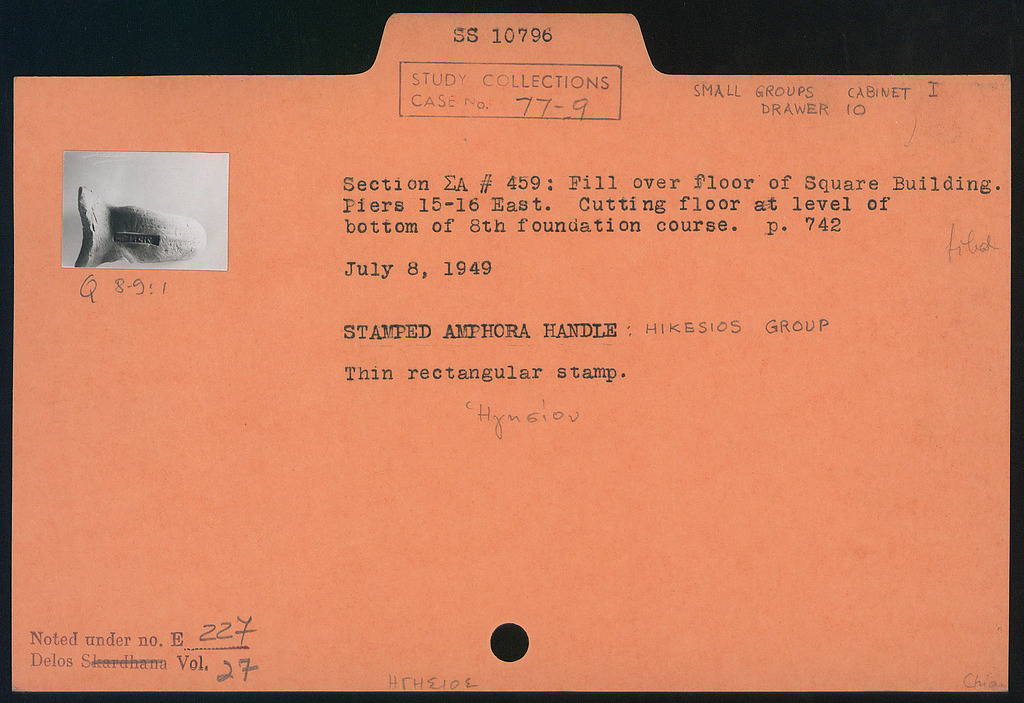 SS 10796
STUDY COLLECTIONS
CASE No. 77-9
SMALL GROUPS CABINET I
DRAWER 10
Section ΣA # 459: Fill over floor of Square Building.
Piers 15-16 East. Cutting floor at level of
bottom of 8th foundation course. p. 742
filed
July 8, 1949
Q 8-9:1
STAMPED AMPHORA HANDLE : HIKESIOS GROUP
Thin rectangular stamp.
Ἡγησίου
Noted under no. E 227
Delos Skardhana Vol. 27
ΗΓΗΣΙΟΣ
Chian